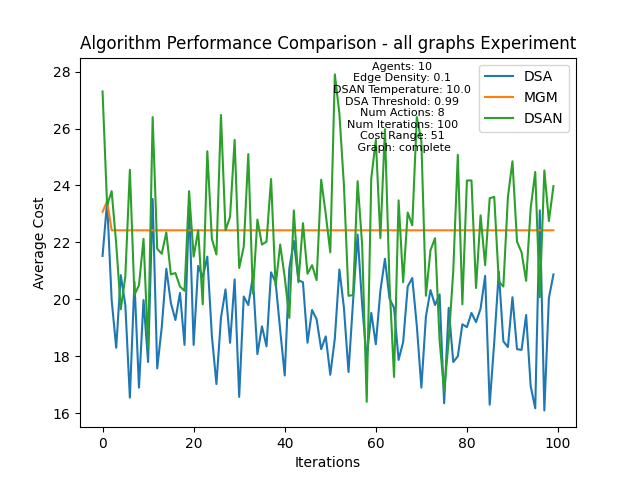 Algorithm Performance Comparison - all graphs Experiment
Agents: 10
Edge Density: 0.1
DSAN Temperature: 10.0
DSA Threshold: 0.99
Num Actions: 8
Num Iterations: 100
Cost Range: 51
Graph: complete
DSA
MGM
DSAN
Average Cost
28
26
24
22
20
18
16
0
20
40
60
80
100
Iterations